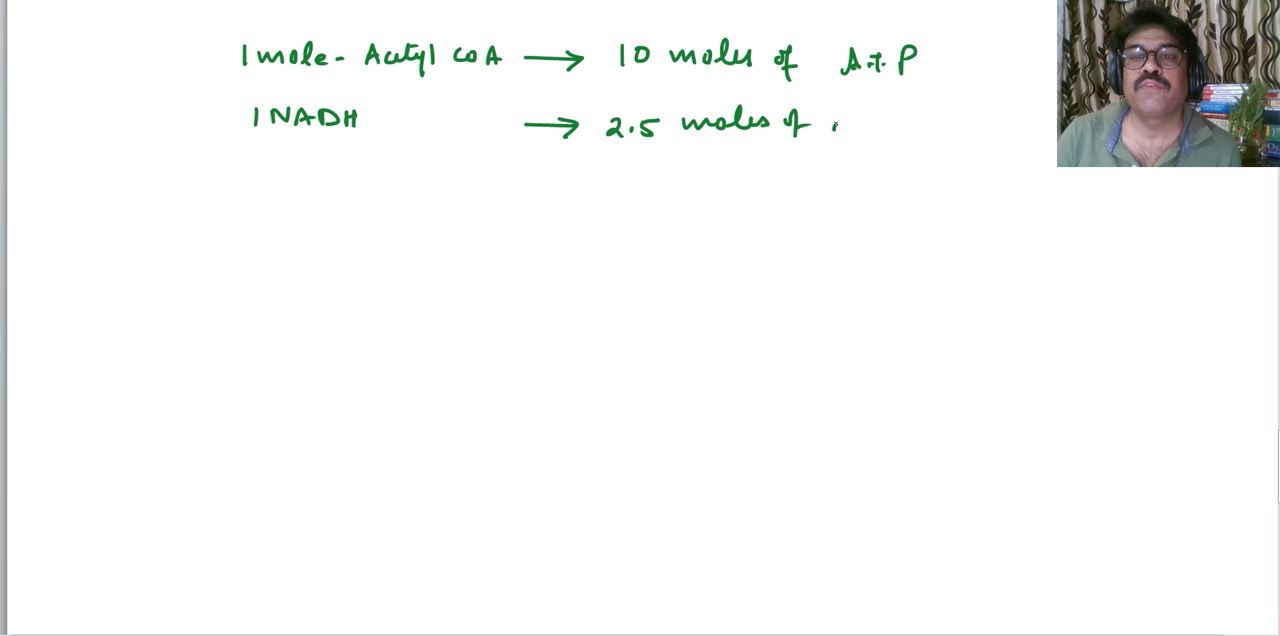 1 mole - Acetyl CoA → 10 moles of A.T.P
1 NADH → 2.5 moles of